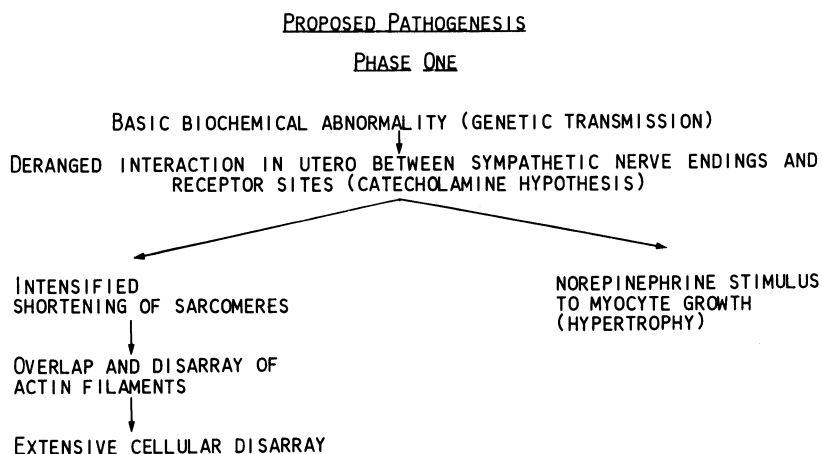 PROPOSED PATHOGENESIS
PHASE ONE
BASIC BIOCHEMICAL ABNORMALITY (GENETIC TRANSMISSION)
DERANGED INTERACTION IN UTERO BETWEEN SYMPATHETIC NERVE ENDINGS AND
RECEPTOR SITES (CATECHOLAMINE HYPOTHESIS)
INTENSIFIED
SHORTENING OF SARCOMERES
OVERLAP AND DISARRAY OF
ACTIN FILAMENTS
EXTENSIVE CELLULAR DISARRAY
NOREPINEPHRINE STIMULUS
TO MYOCYTE GROWTH
(HYPERTROPHY)